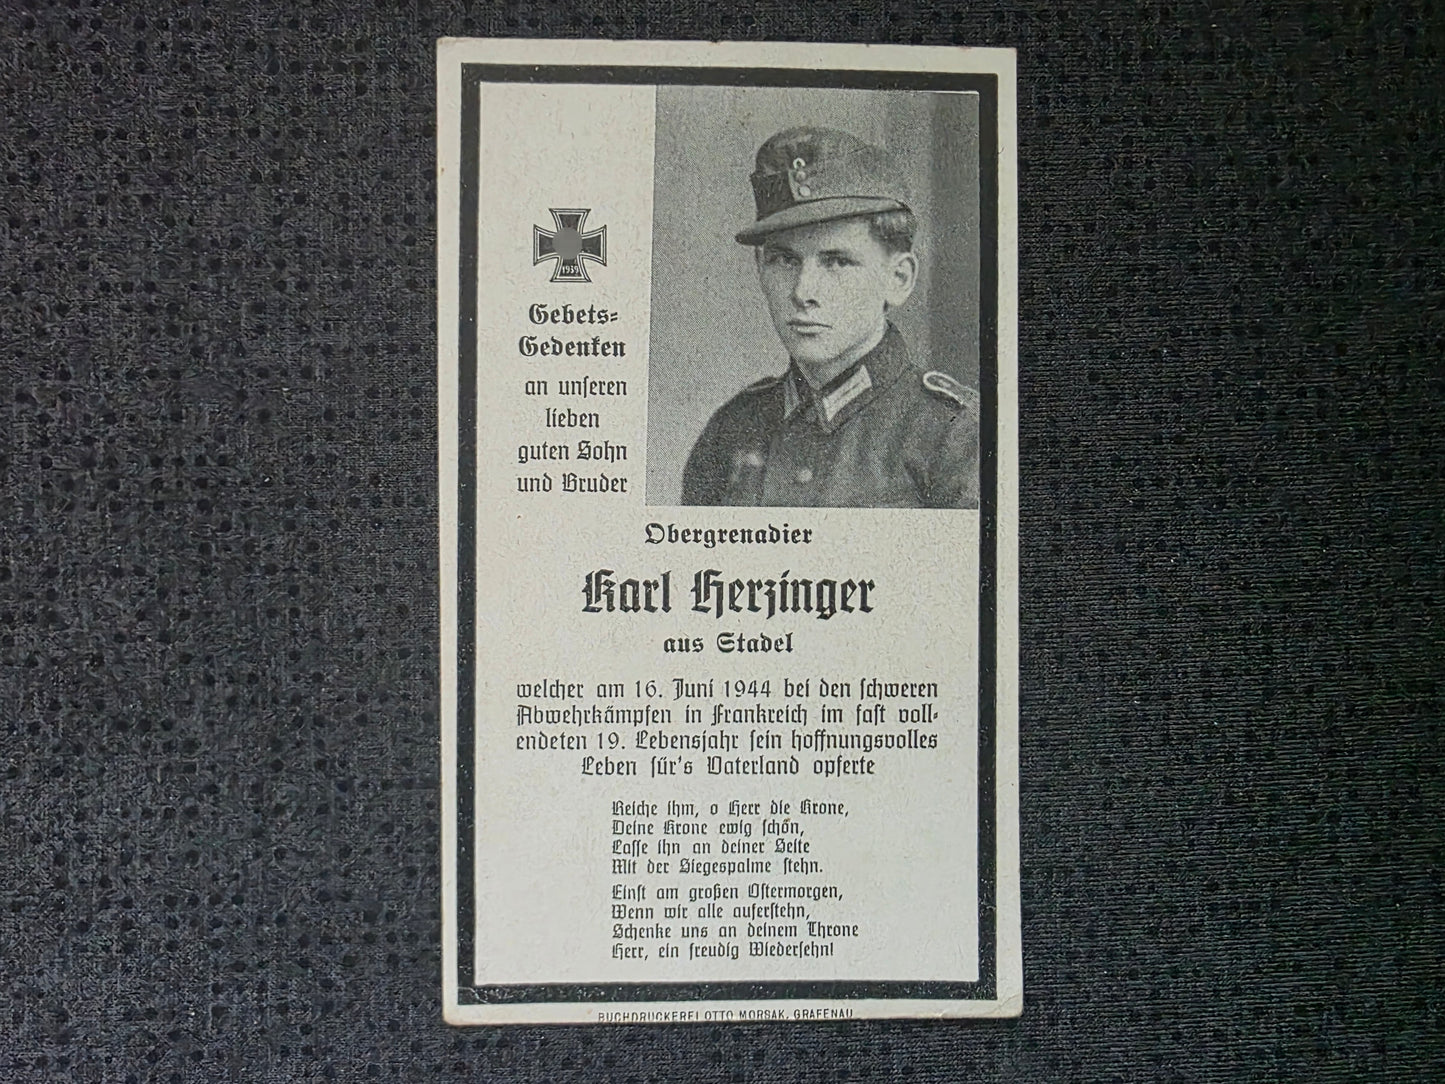 1939
Gebets-
Gedenken
an unseren
lieben
guten Sohn
und Bruder
Obergrenadier
Karl Herzinger
aus Stadel
welcher am 16. Juni 1944 bei den schweren
Abwehrkämpfen in Frankreich im fast voll-
endeten 19. Lebensjahr sein hoffnungsvolles
Leben für's Vaterland opferte
Reiche ihm, o Herr die Krone,
Deine Krone ewig schön,
Lasse ihn an deiner Seite
Mit der Siegespalme stehn.
Einst am großen Ostermorgen,
Wenn wir alle auferstehn,
Schenke uns an deinem Throne
Herr, ein freudig Wiedersehn!
BUCHDRUCKEREI OTTO MORSAK, GRAFENAU